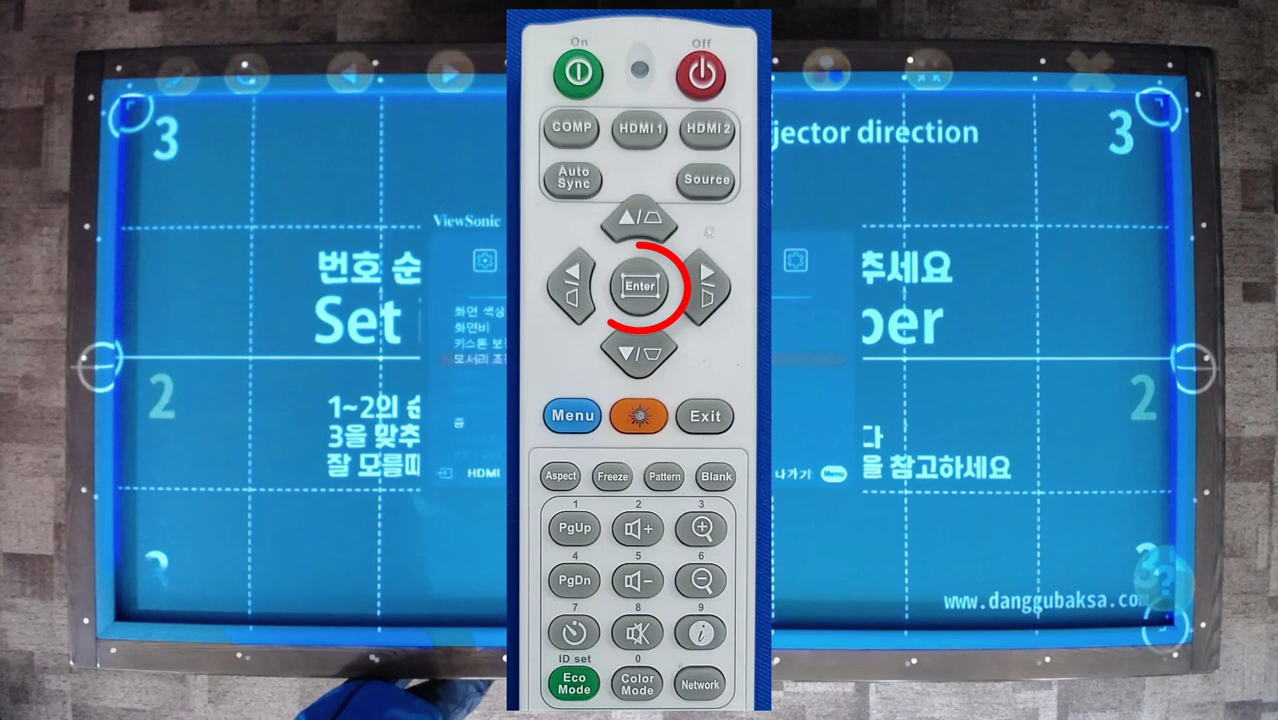 On
Off
COMP
HDMI 1
HDMI 2
Auto
Sync
Source
Enter
Menu
Exit
Aspect
Freeze
Pattern
Blank
1
2
3
PgUp
4
5
6
PgDn
7
8
9
ID set
0
Eco
Mode
Color
Mode
Network
3
jector direction
3
ViewSonic
번호 순
추세요
Set
per
화면 색상
화면비
키스톤 보
모서리 조
2
2
1~2의 순
3을 맞추
다
잘 모를때
을 참고하세요
HDMI
나가기
Menu
3
3
www.danggubaksa.com